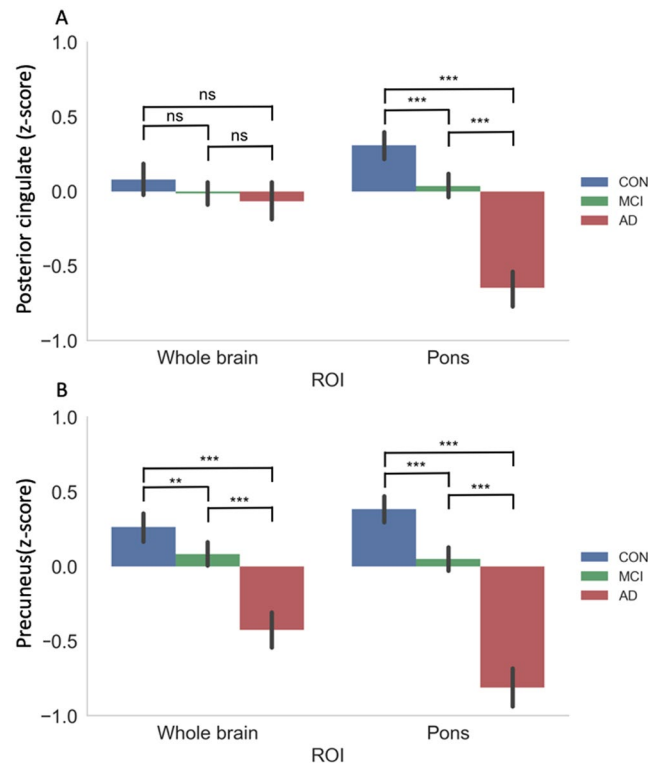 A
1.0
0.5
0.0
−0.5
−1.0
Posterior cingulate (z-score)
ns
ns
ns
***
***
***
CON
MCI
AD
Whole brain
Pons
ROI
B
1.0
0.5
0.0
−0.5
−1.0
Precuneus(z-score)
***
**
***
***
***
***
CON
MCI
AD
Whole brain
Pons
ROI